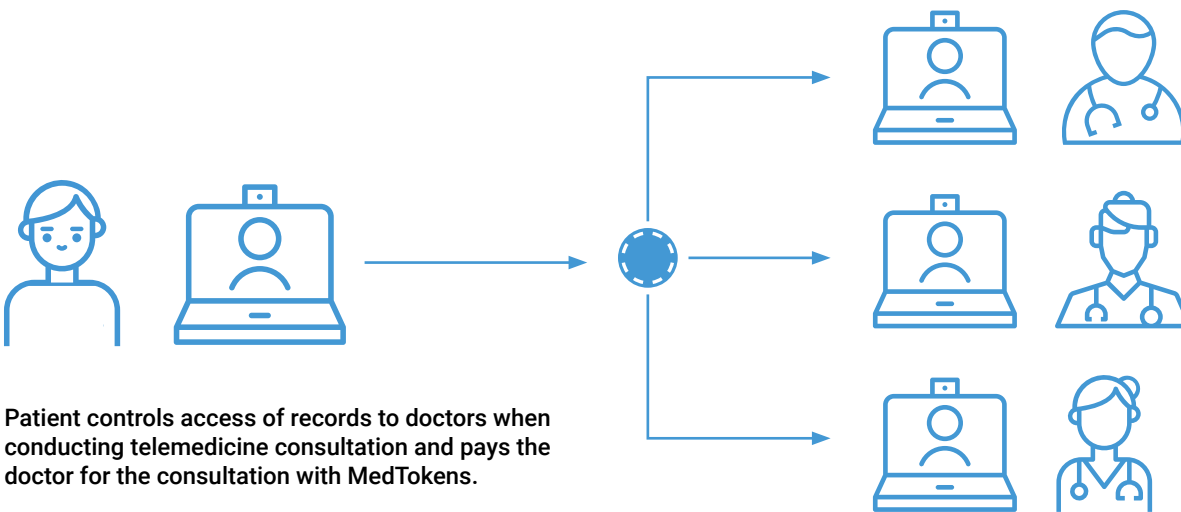 Patient controls access of records to doctors when
conducting telemedicine consultation and pays the
doctor for the consultation with MedTokens.